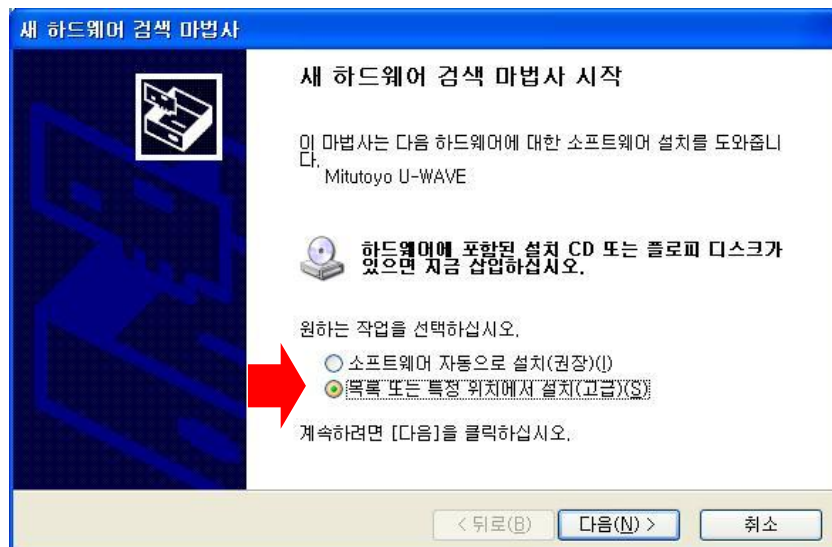 새 하드웨어 검색 마법사
새 하드웨어 검색 마법사 시작
이 마법사는 다음 하드웨어에 대한 소프트웨어 설치를 도와줍니
다.
Mitutoyo U-WAVE
하드웨어에 포함된 설치 CD 또는 플로피 디스크가
있으면 지금 삽입하십시오.
원하는 작업을 선택하십시오.
소프트웨어 자동으로 설치(권장)(I)
목록 또는 특정 위치에서 설치(고급)(S)
계속하려면 [다음]을 클릭하십시오.
< 뒤로(B) 다음(N) > 취소